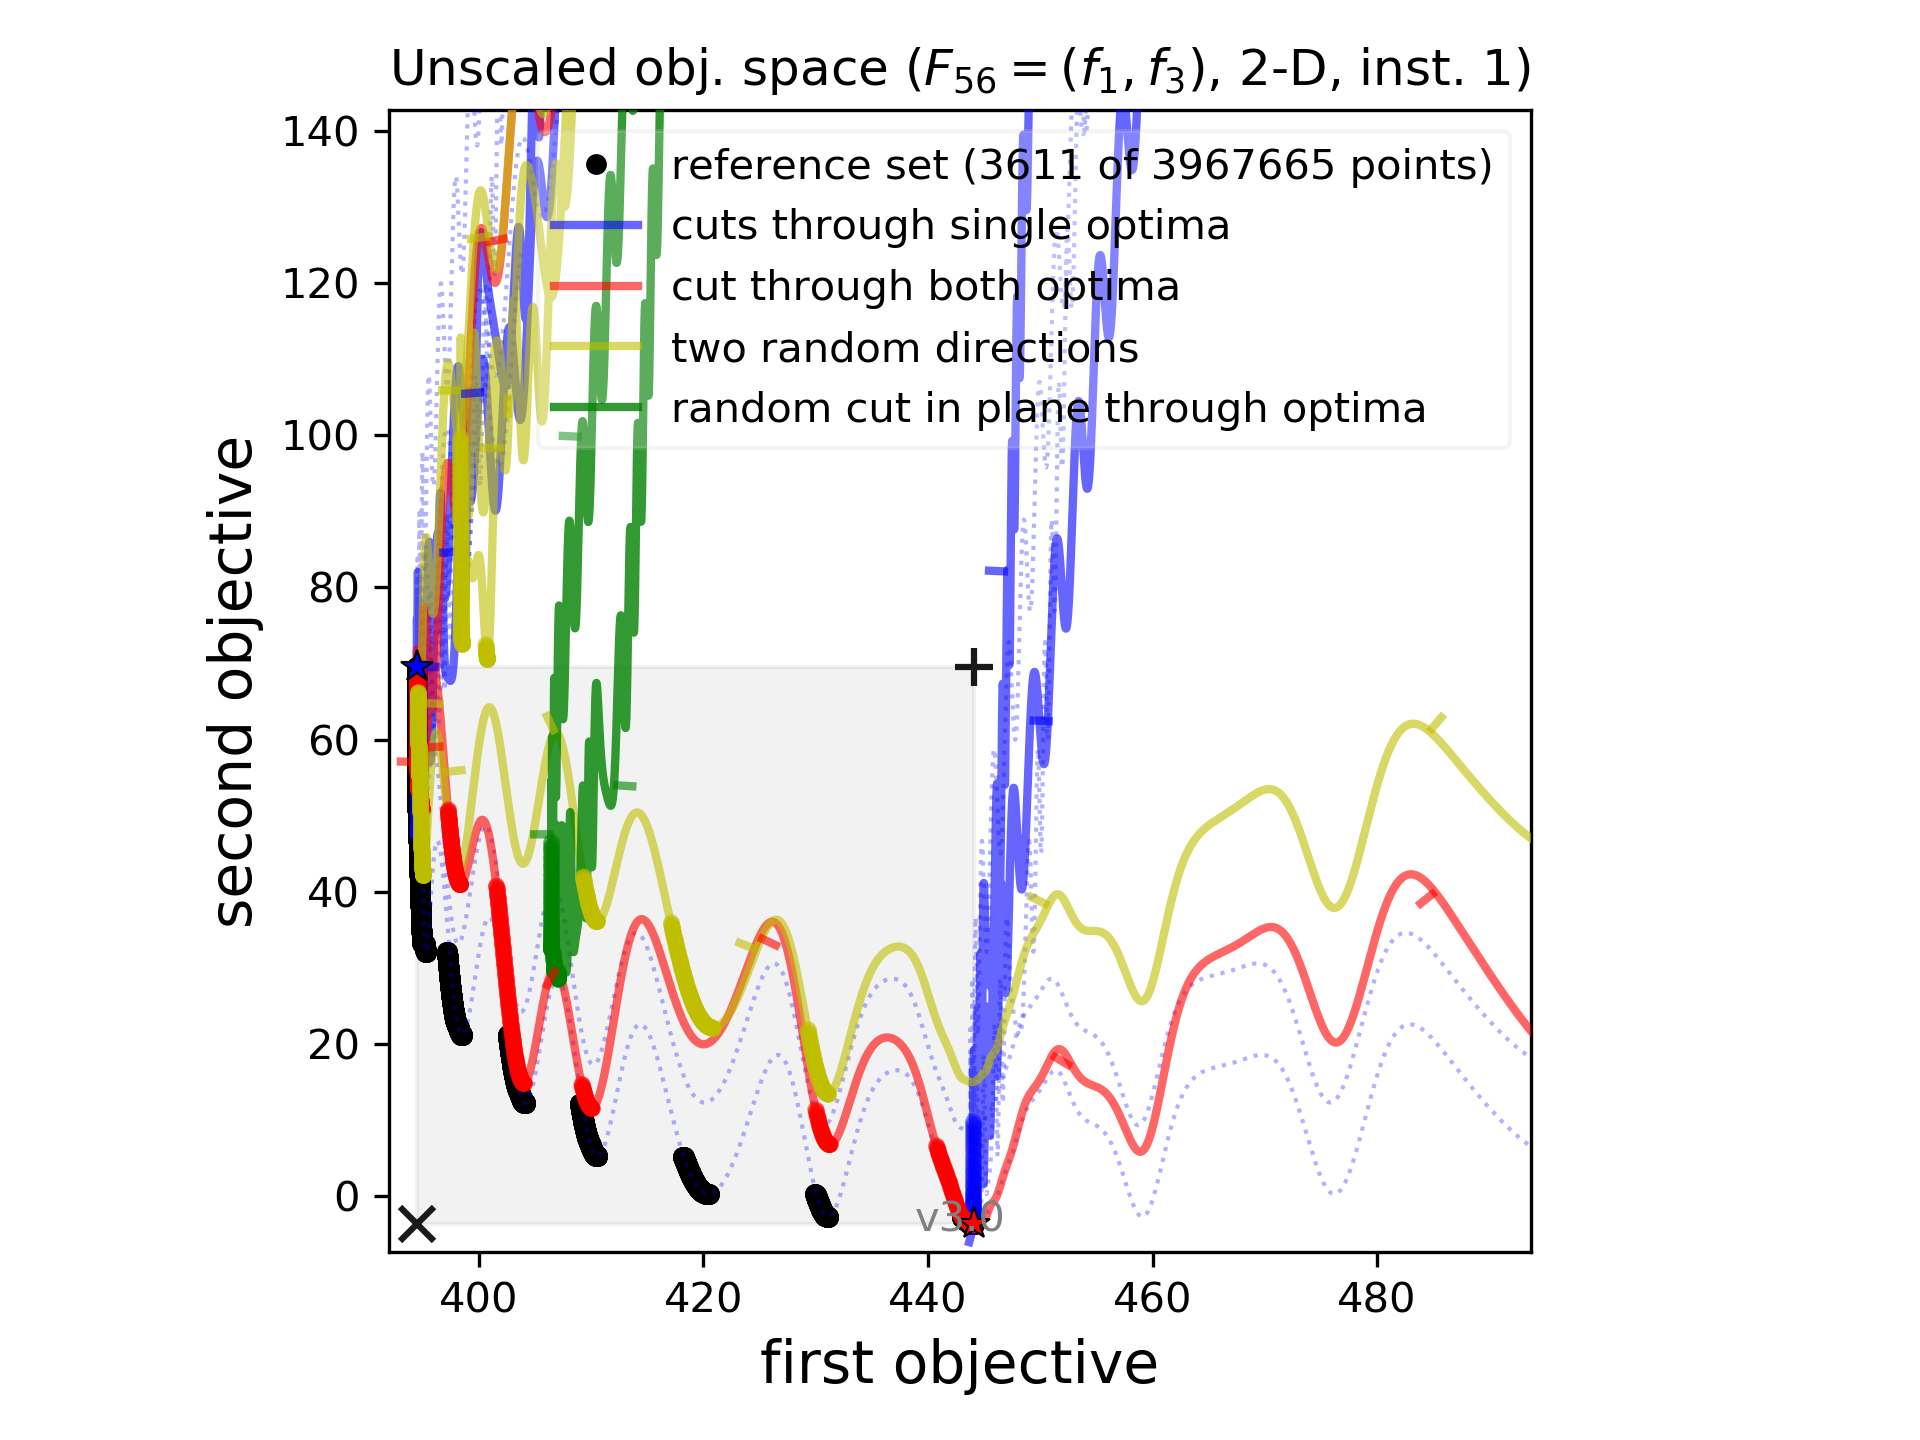 Unscaled obj. space (F₅₆ = (f₁, f₃), 2-D, inst. 1)
140
120
100
80
60
40
20
0
second objective
reference set (3611 of 3967665 points)
cuts through single optima
cut through both optima
two random directions
random cut in plane through optima
v3.0
400
420
440
460
480
first objective